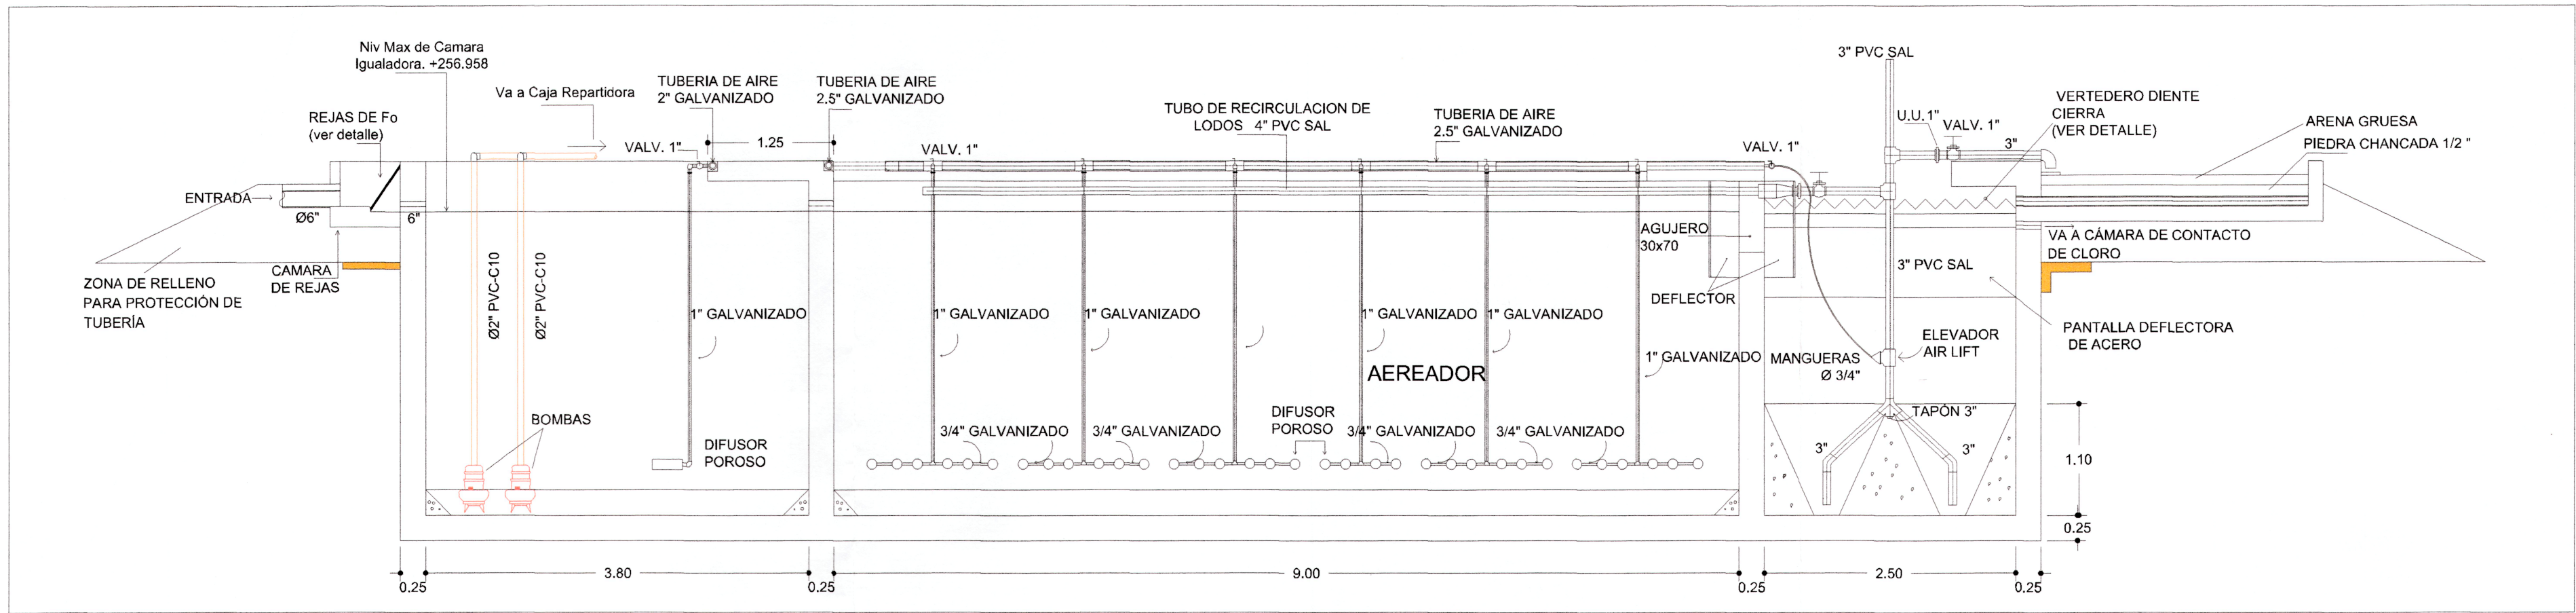 Niv Max de Camara
Igualadora. +256.958
Va a Caja Repartidora
REJAS DE Fo
(ver detalle)
TUBERIA DE AIRE
2" GALVANIZADO
TUBERIA DE AIRE
2.5" GALVANIZADO
VALV. 1"
1.25
VALV. 1"
TUBO DE RECIRCULACION DE
LODOS 4" PVC SAL
TUBERIA DE AIRE
2.5" GALVANIZADO
VALV. 1"
3" PVC SAL
U.U. 1"
VALV. 1"
3"
VERTEDERO DIENTE
CIERRA
(VER DETALLE)
ARENA GRUESA
PIEDRA CHANCADA 1/2 "
ENTRADA
Ø6"
6"
ZONA DE RELLENO
PARA PROTECCIÓN DE
TUBERÍA
CAMARA
DE REJAS
Ø2" PVC-C10
Ø2" PVC-C10
BOMBAS
1" GALVANIZADO
DIFUSOR
POROSO
1" GALVANIZADO
1" GALVANIZADO
1" GALVANIZADO
1" GALVANIZADO
1" GALVANIZADO
AEREADOR
3/4" GALVANIZADO
3/4" GALVANIZADO
DIFUSOR
POROSO
3/4" GALVANIZADO
3/4" GALVANIZADO
AGUJERO
30x70
DEFLECTOR
MANGUERAS
Ø 3/4"
3" PVC SAL
ELEVADOR
AIR LIFT
TAPÓN 3"
3"
3"
VA A CÁMARA DE CONTACTO
DE CLORO
PANTALLA DEFLECTORA
DE ACERO
1.10
0.25
0.25
3.80
0.25
9.00
0.25
2.50
0.25